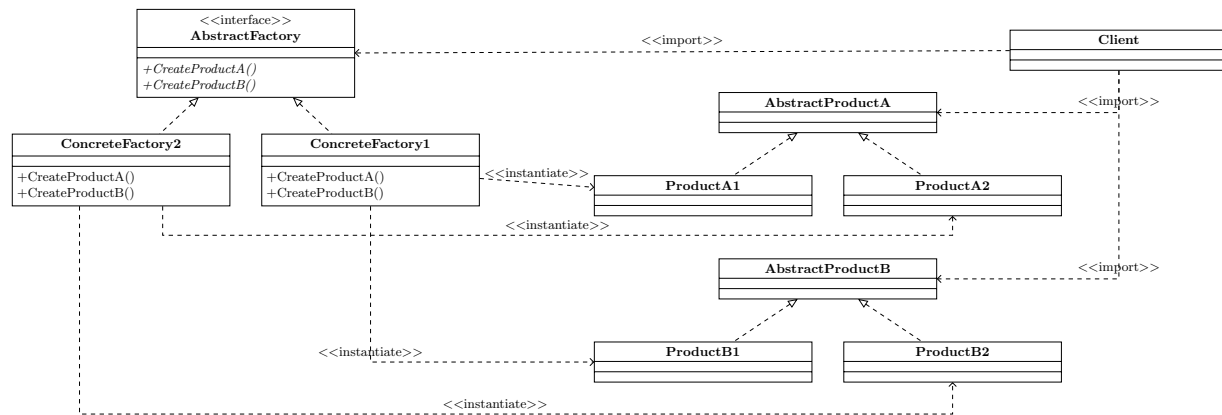 <<interface>>
AbstractFactory
+CreateProductA()
+CreateProductB()
<<import>>
Client
AbstractProductA
<<import>>
ConcreteFactory2
+CreateProductA()
+CreateProductB()
ConcreteFactory1
+CreateProductA()
+CreateProductB()
<<instantiate>>
ProductA1
ProductA2
<<instantiate>>
AbstractProductB
<<import>>
<<instantiate>>
ProductB1
ProductB2
<<instantiate>>